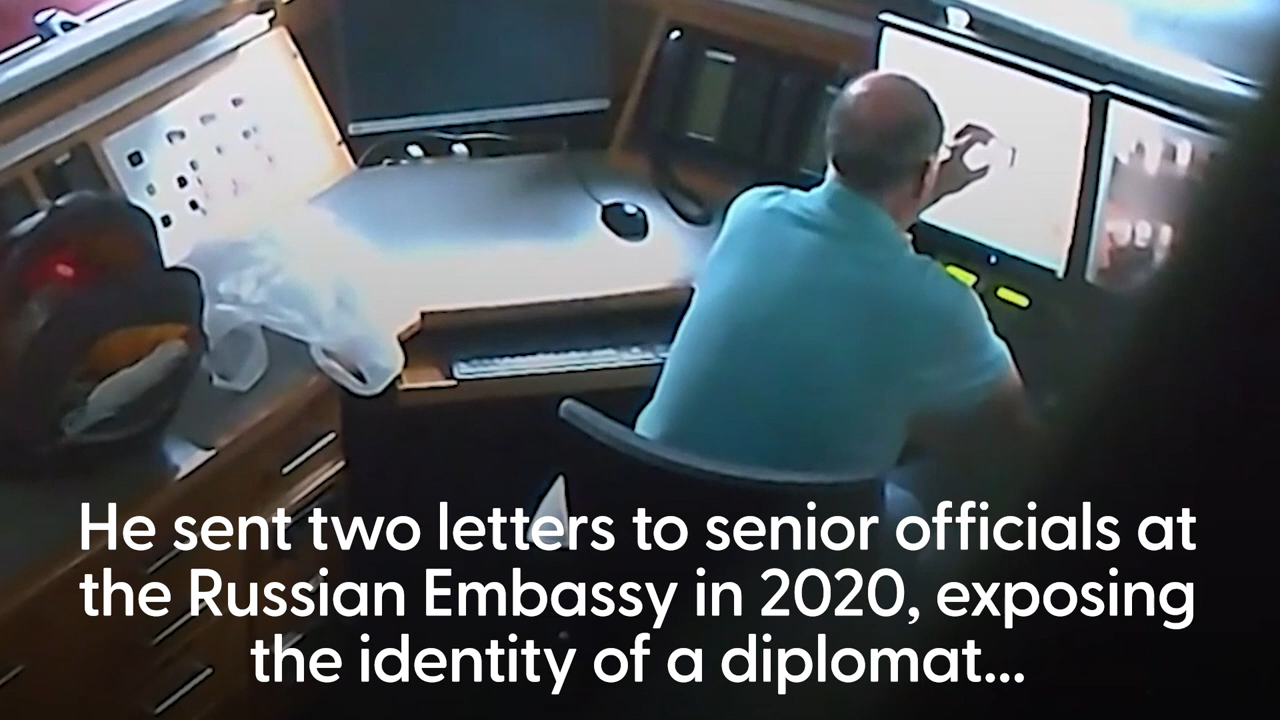 He sent two letters to senior officials at
the Russian Embassy in 2020, exposing
the identity of a diplomat...